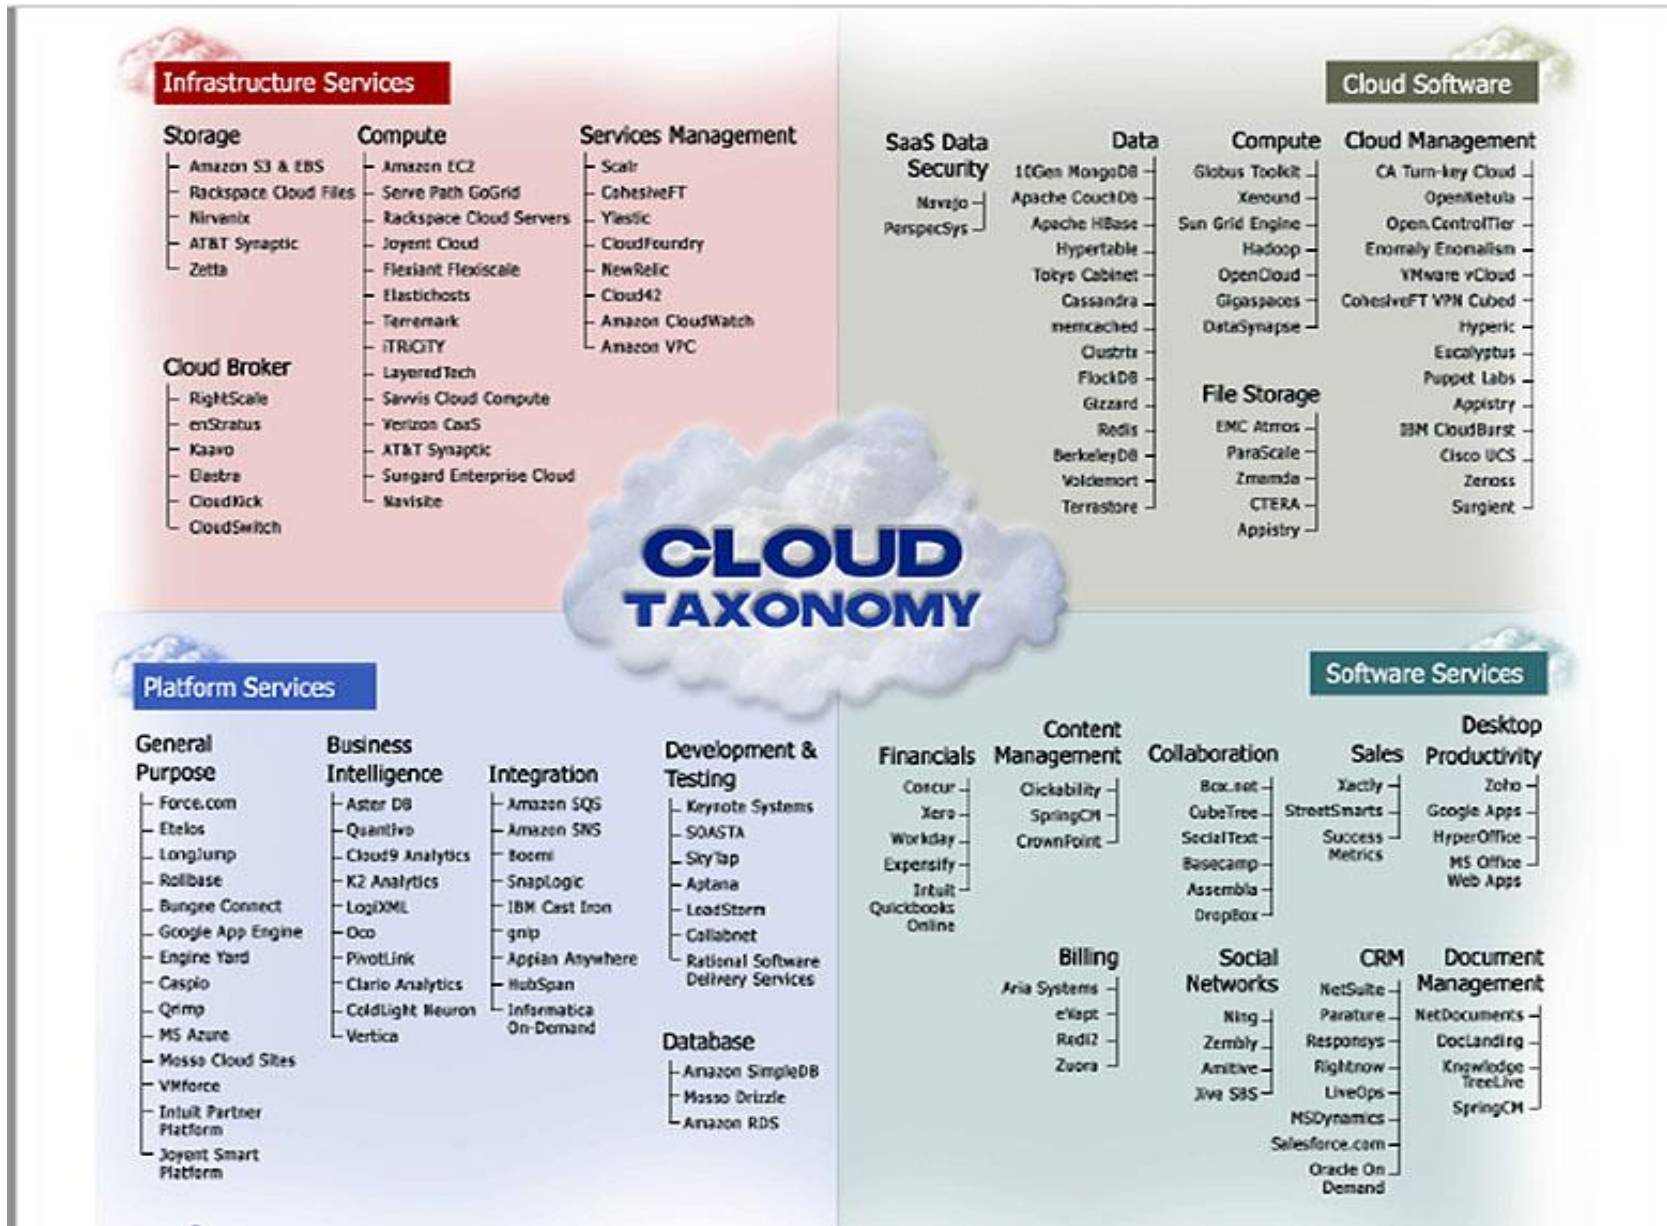 Infrastructure Services
Storage
Amazon S3 & EBS
Rackspace Cloud Files
Nirvanix
AT&T Synaptic
Zetta
Cloud Broker
RightScale
enStratus
Kaavo
Elastra
CloudKick
CloudSwitch
Compute
Amazon EC2
Serve Path GoGrid
Rackspace Cloud Servers
Joyent Cloud
Flexiant Flexiscale
Elastichosts
Terremark
iTRiCiTY
LayeredTech
Savvis Cloud Compute
Verizon CaaS
AT&T Synaptic
Sungard Enterprise Cloud
Navisite
Services Management
Scalr
CohesiveFT
Ylastic
CloudFoundry
NewRelic
Cloud42
Amazon CloudWatch
Amazon VPC
Cloud Software
SaaS Data
Security
Navajo
PerspecSys
Data
10Gen MongoDB
Apache CouchDB
Apache HBase
Hypertable
Tokyo Cabinet
Cassandra
memcached
Clustrix
FlockDB
Gizzard
Redis
BerkeleyDB
Voldemort
Terrastore
Compute
Globus Toolkit
Xeround
Sun Grid Engine
Hadoop
OpenCloud
Gigaspaces
DataSynapse
File Storage
EMC Atmos
ParaScale
Zmanda
CTERA
Appistry
Cloud Management
CA Turn-key Cloud
OpenNebula
Open.ControlTier
Enomaly Enomalism
VMware vCloud
CohesiveFT VPN Cubed
Hyperic
Eucalyptus
Puppet Labs
Appistry
IBM CloudBurst
Cisco UCS
Zenoss
Surgient
CLOUD
TAXONOMY
Platform Services
General
Purpose
Force.com
Etelos
LongJump
Rollbase
Bungee Connect
Google App Engine
Engine Yard
Caspio
Qrimp
MS Azure
Mosso Cloud Sites
VMforce
Intuit Partner
Platform
Joyent Smart
Platform
Business
Intelligence
Aster DB
Quantivo
Cloud9 Analytics
K2 Analytics
LogiXML
Oco
PivotLink
Clario Analytics
ColdLight Neuron
Vertica
Integration
Amazon SQS
Amazon SNS
Boomi
SnapLogic
IBM Cast Iron
gnip
Appian Anywhere
HubSpan
Informatica
On-Demand
Development &
Testing
Keynote Systems
SOASTA
SkyTap
Aptana
LoadStorm
Collabnet
Rational Software
Delivery Services
Database
Amazon SimpleDB
Mosso Drizzle
Amazon RDS
Software Services
Financials
Concur
Xero
Workday
Expensify
Intuit
Quickbooks
Online
Content
Management
Clickability
SpringCM
CrownPoint
Collaboration
Box.net
CubeTree
SocialText
Basecamp
Assembla
DropBox
Sales
Xactly
StreetSmarts
Success
Metrics
Desktop
Productivity
Zoho
Google Apps
HyperOffice
MS Office
Web Apps
Billing
Aria Systems
eVapt
Redi2
Zuora
Social
Networks
Ning
Zembly
Amitive
Jive SBS
CRM
NetSuite
Parature
Responsys
Rightnow
LiveOps
MSDynamics
Salesforce.com
Oracle On
Demand
Document
Management
NetDocuments
DocLanding
Knowledge
TreeLive
SpringCM